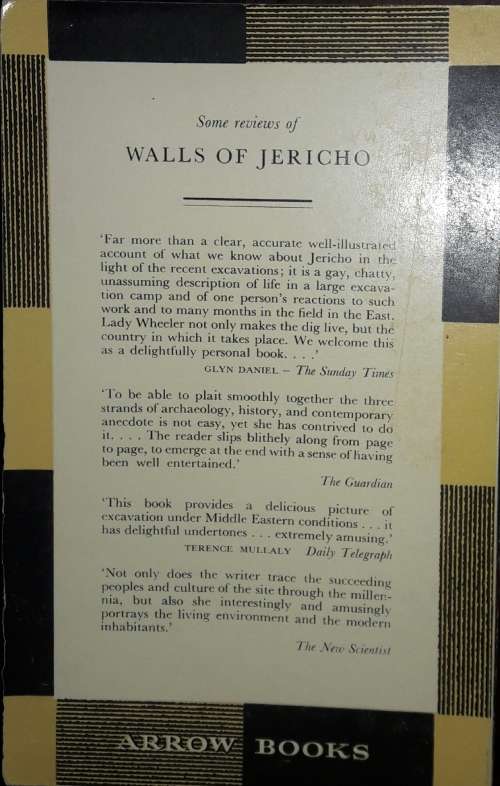 Some reviews of
WALLS OF JERICHO
'Far more than a clear, accurate well-illustrated
account of what we know about Jericho in the
light of the recent excavations; it is a gay, chatty,
unassuming description of life in a large excava-
tion camp and of one person's reactions to such
work and to many months in the field in the East.
Lady Wheeler not only makes the dig live, but the
country in which it takes place. We welcome this
as a delightfully personal book. . . .'
GLYN DANIEL – The Sunday Times
'To be able to plait smoothly together the three
strands of archaeology, history, and contemporary
anecdote is not easy, yet she has contrived to do
it. . . . The reader slips blithely along from page
to page, to emerge at the end with a sense of having
been well entertained.'
The Guardian
'This book provides a delicious picture of
excavation under Middle Eastern conditions . . . it
has delightful undertones . . . extremely amusing.'
TERENCE MULLALY Daily Telegraph
'Not only does the writer trace the succeeding
peoples and culture of the site through the millen-
nia, but also she interestingly and amusingly
portrays the living environment and the modern
inhabitants.'
The New Scientist
ARROW BOOKS